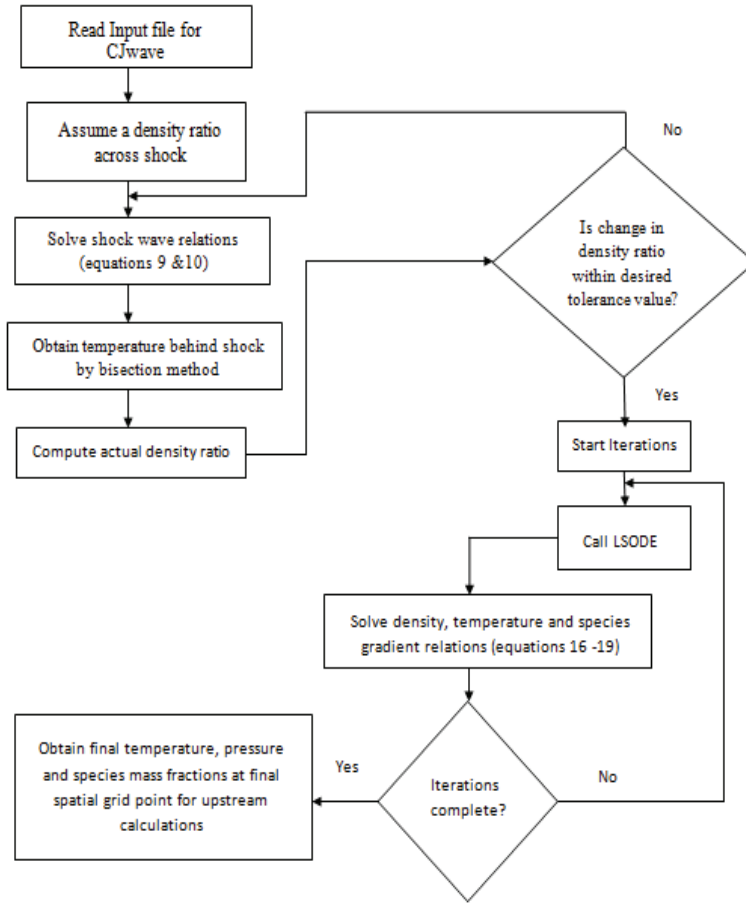 Read Input file for
CJwave
Assume a density ratio
across shock
No
Solve shock wave relations
(equations 9 &10)
Is change in
density ratio
within desired
tolerance value?
Obtain temperature behind shock
by bisection method
Yes
Compute actual density ratio
Start Iterations
Call LSODE
Solve density, temperature and species
gradient relations (equations 16 -19)
Obtain final temperature, pressure
and species mass fractions at final
spatial grid point for upstream
calculations
Yes
Iterations
complete?
No